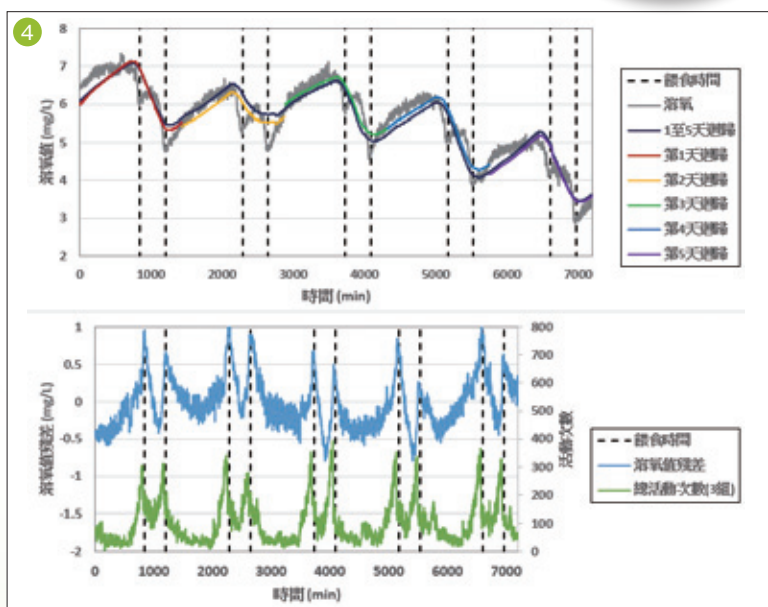 4
8
7
6
5
4
3
2
溶氧值 (mg/L)
0 1000 2000 3000 4000 5000 6000 7000
時間 (min)
餵食時間
溶氧
1至5天迴歸
第1天迴歸
第2天迴歸
第3天迴歸
第4天迴歸
第5天迴歸
1
0.5
0
-0.5
-1
-1.5
-2
溶氧值殘差 (mg/L)
800
700
600
500
400
300
200
100
0
活動次數
0 1000 2000 3000 4000 5000 6000 7000
時間 (min)
餵食時間
溶氧值殘差
總活動次數(3組)